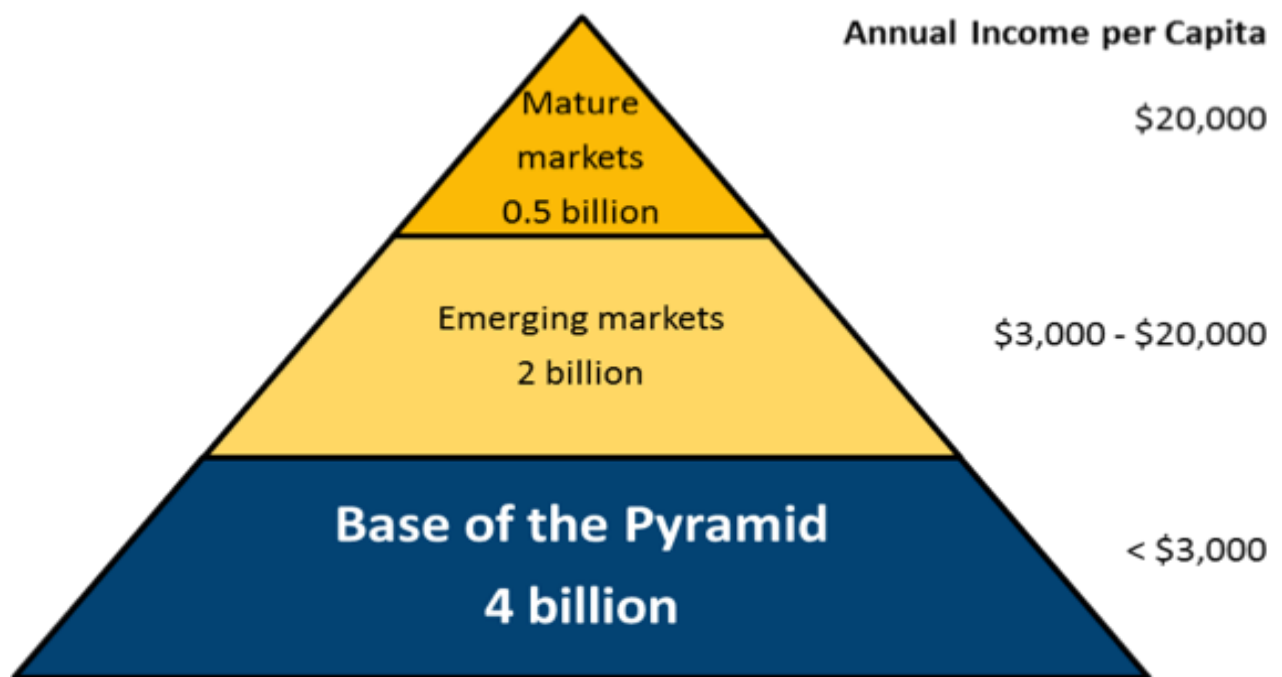 Annual Income per Capita
Mature
markets
0.5 billion
$20,000
Emerging markets
2 billion
$3,000 - $20,000
Base of the Pyramid
4 billion
< $3,000